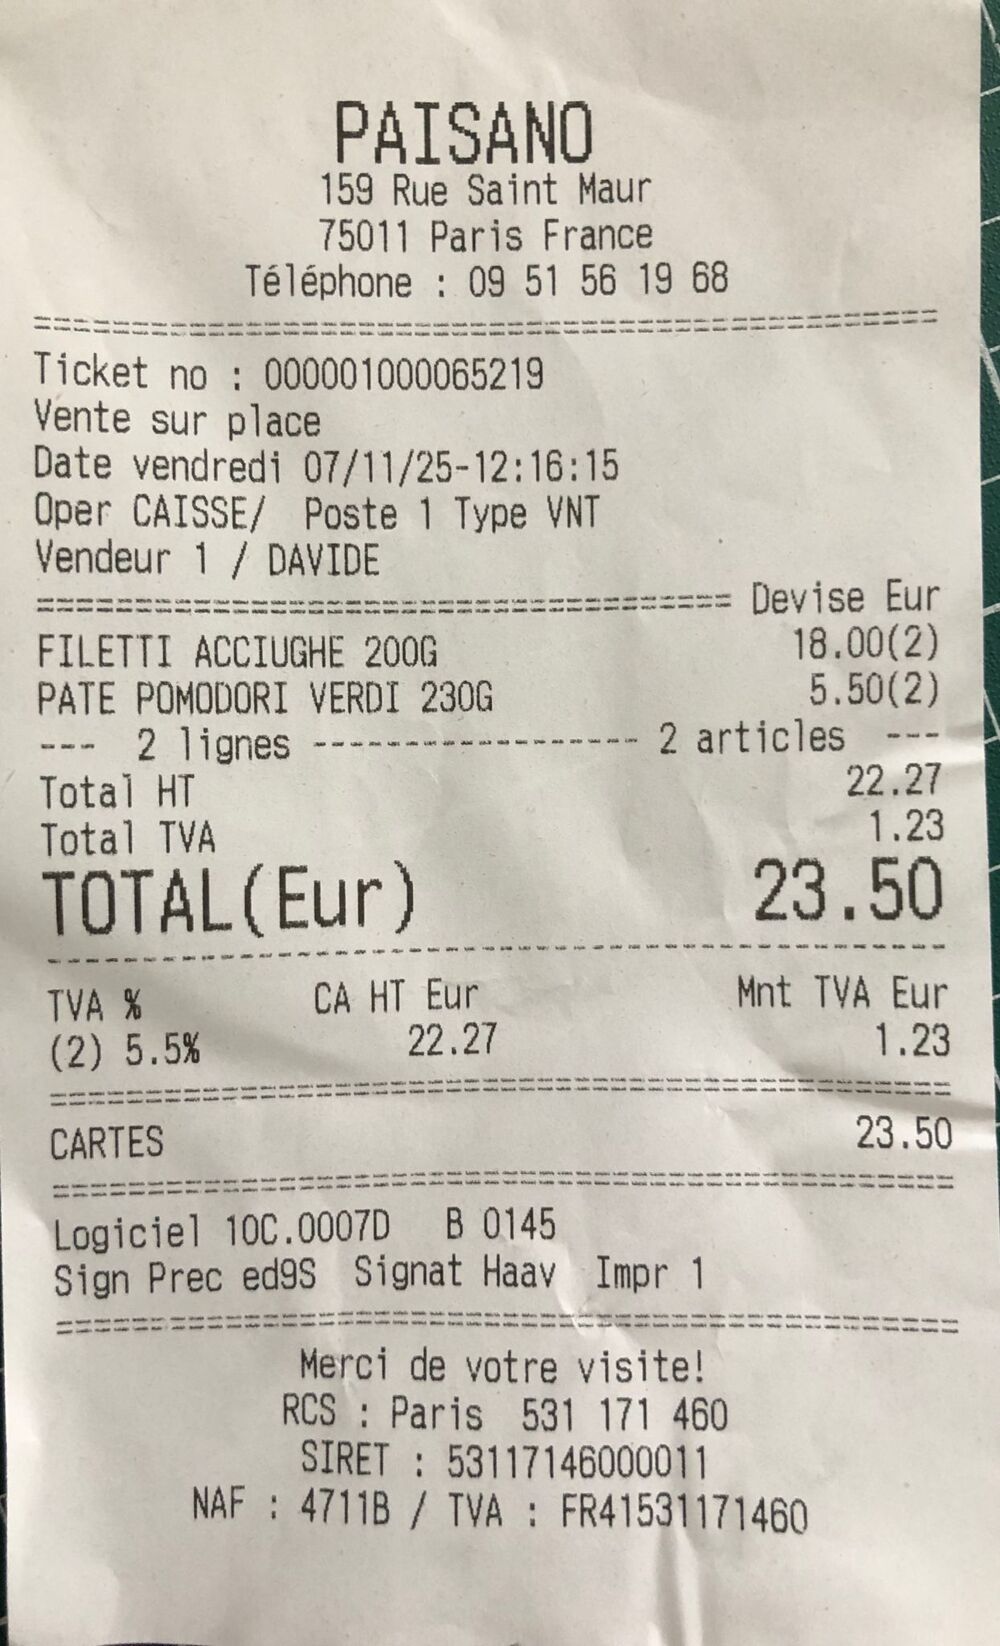 PAISANO
159 Rue Saint Maur
75011 Paris France
Téléphone : 09 51 56 19 68
Ticket no : 000001000065219
Vente sur place
Date vendredi 07/11/25-12:16:15
Oper CAISSE/ Poste 1 Type VNT
Vendeur 1 / DAVIDE
==================================== Devise Eur
FILETTI ACCIUGHE 200G 18.00(2)
PATE POMODORI VERDI 230G 5.50(2)
--- 2 lignes ----------------- 2 articles ---
Total HT 22.27
Total TVA 1.23
TOTAL(Eur) 23.50
TVA % CA HT Eur Mnt TVA Eur
(2) 5.5% 22.27 1.23
CARTES 23.50
Logiciel 10C.0007D B 0145
Sign Prec ed9S Signat Haav Impr 1
Merci de votre visite!
RCS : Paris 531 171 460
SIRET : 53117146000011
NAF : 4711B / TVA : FR41531171460